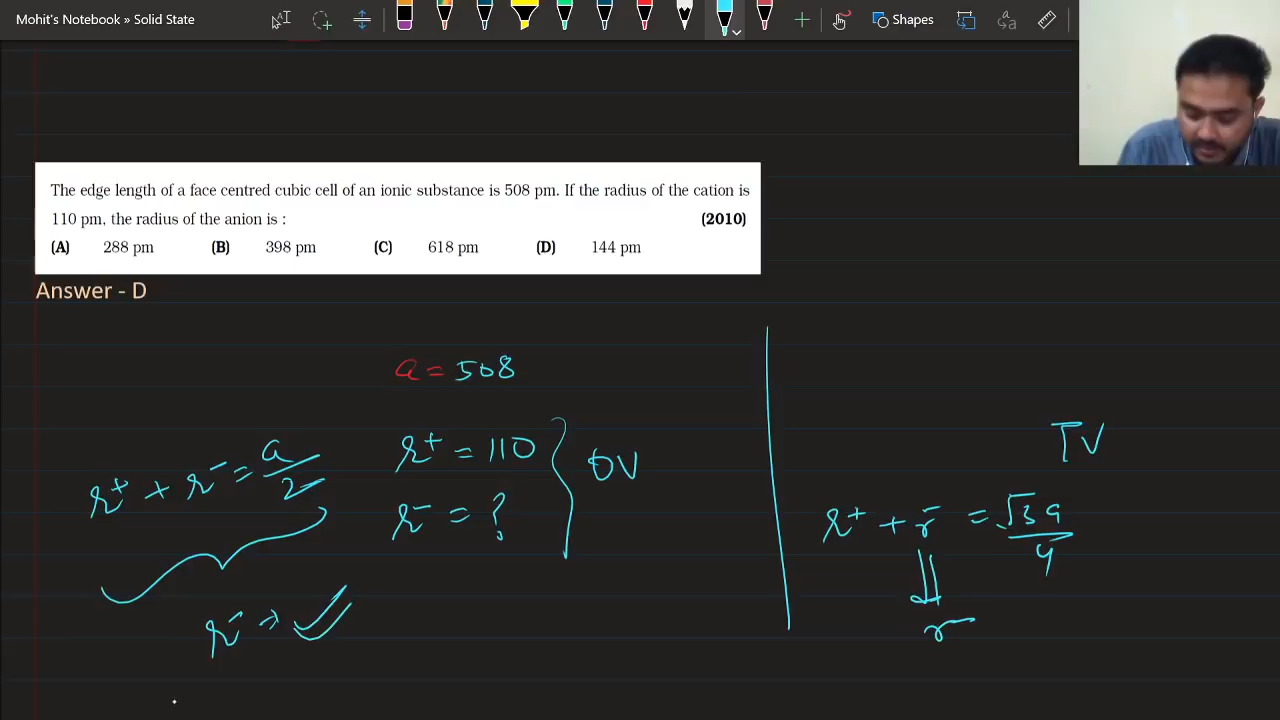 Mohit's Notebook » Solid State
Shapes
The edge length of a face centred cubic cell of an ionic substance is 508 pm. If the radius of the cation is
110 pm, the radius of the anion is : (2010)
(A) 288 pm (B) 398 pm (C) 618 pm (D) 144 pm
Answer - D
a = 508
r⁺ + r⁻ = a/2
r⁺ = 110
r⁻ = ?
OV
r⁻ →
TV
r⁺ + r⁻ = √3a/4
r⁻